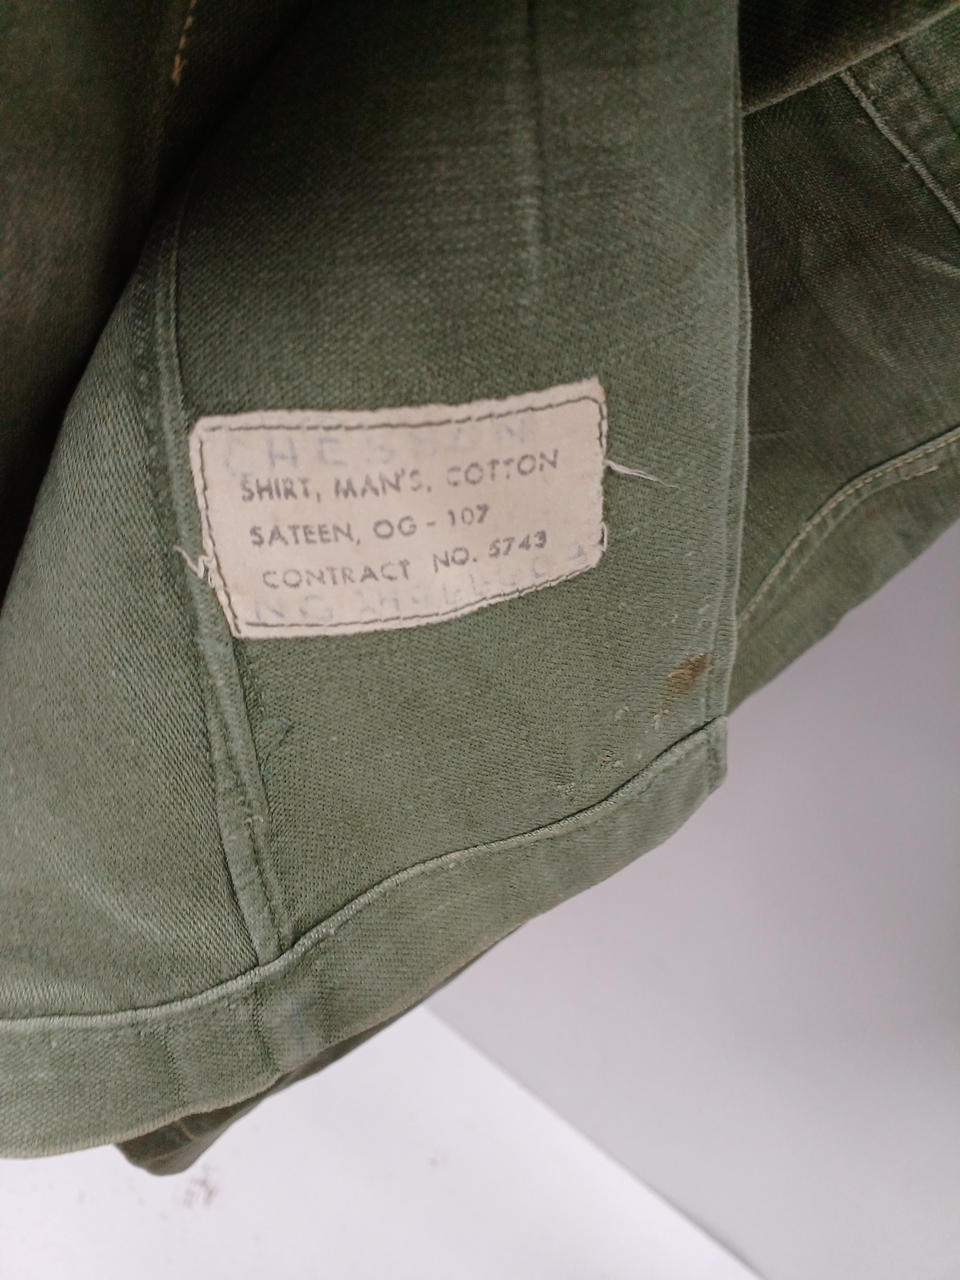 SHIRT, MAN'S, COTTON
SATEEN, OG - 107
CONTRACT NO. 5743